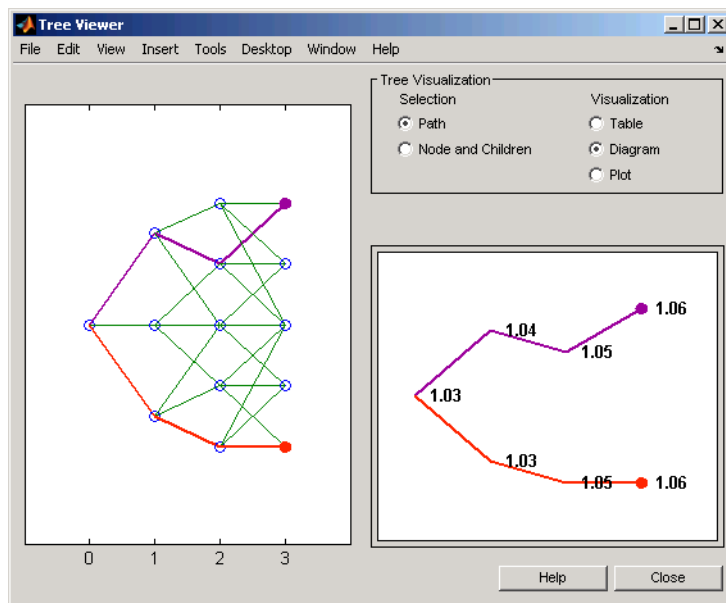 Tree Viewer
File Edit View Insert Tools Desktop Window Help
Tree Visualization
Selection Visualization
Path Table
Node and Children Diagram
Plot
1.06
1.04
1.05
1.03
1.03
1.05 1.06
0 1 2 3
Help Close